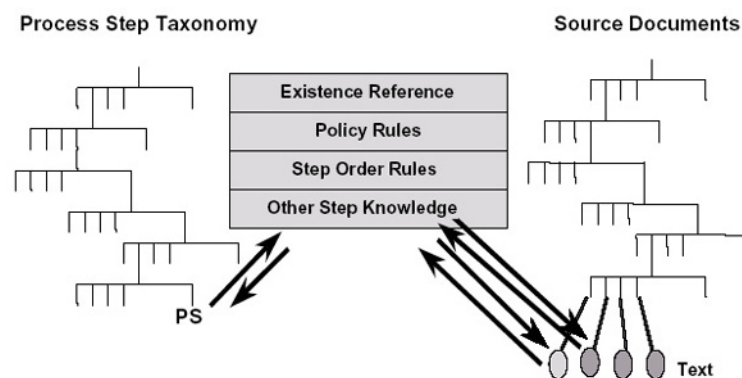 Process Step Taxonomy
Source Documents
Existence Reference
Policy Rules
Step Order Rules
Other Step Knowledge
PS
Text